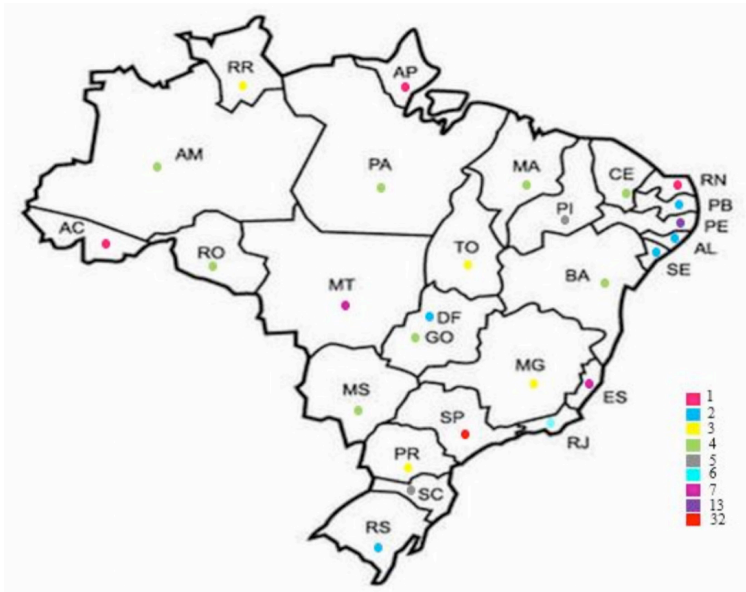 RR
AP
AM
PA
MA
CE
RN
PB
PI
PE
AC
AL
RO
TO
SE
MT
BA
DF
GO
MG
MS
ES
SP
RJ
PR
SC
RS
1
2
3
4
5
6
7
13
32